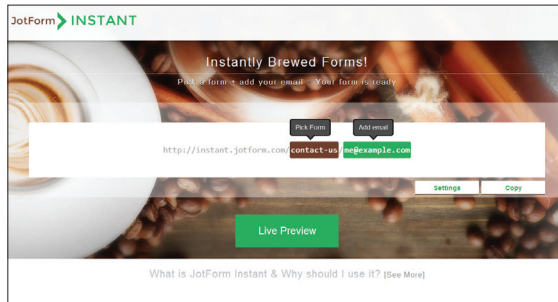 JotForm INSTANT
Instantly Brewed Forms!
Pick a form + add your email : Your form is ready
Pick Form Add email
http://instant.jotform.com/contact-us/me@example.com
Settings Copy
Live Preview
What is JotForm Instant & Why should I use it? [See More]